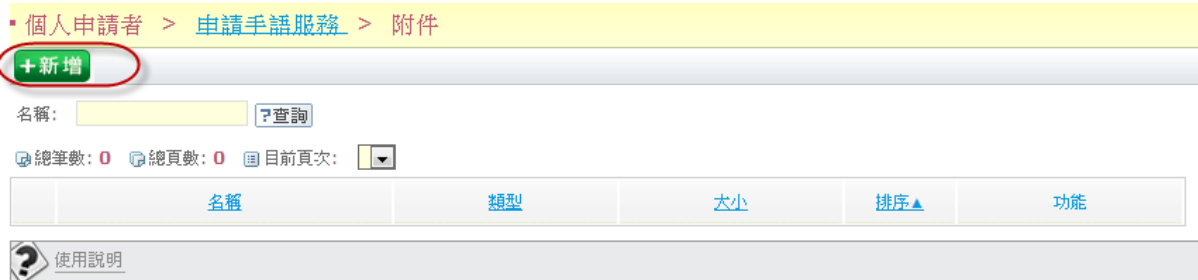 個人申請者 > 申請手語服務 > 附件
+新增
名稱: ?查詢
總筆數: 0 總頁數: 0 目前頁次:
名稱 類型 大小 排序▲ 功能
? 使用說明